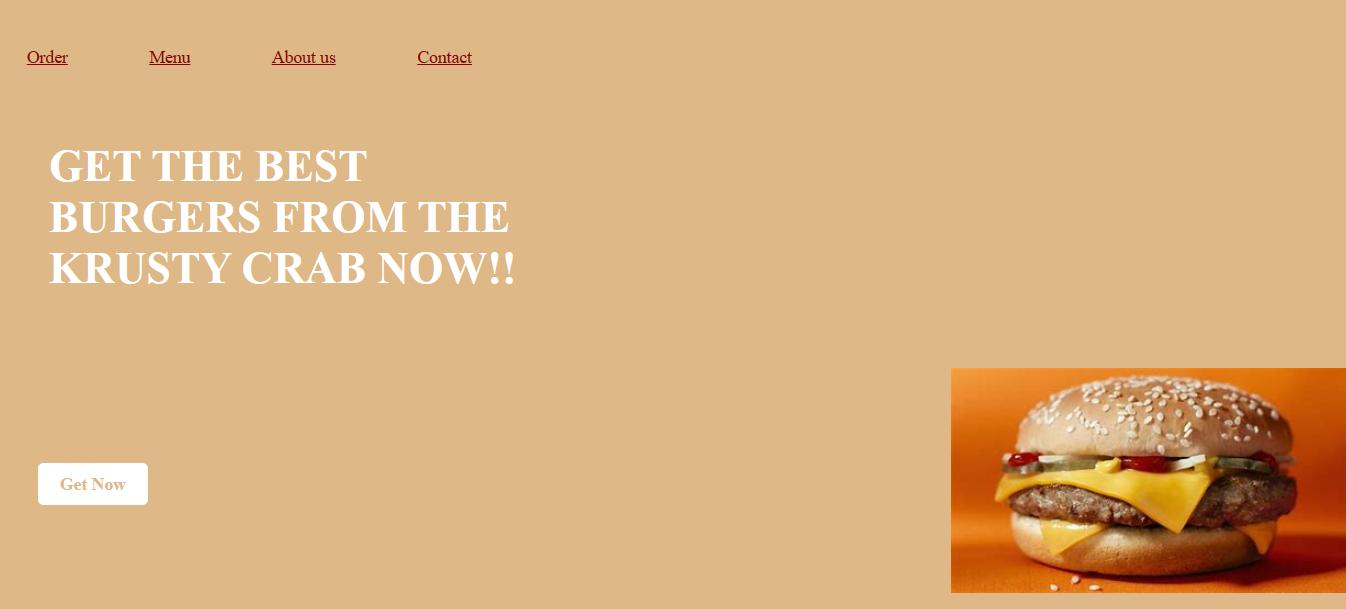 Order Menu About us Contact
GET THE BEST
BURGERS FROM THE
KRUSTY CRAB NOW!!
Get Now